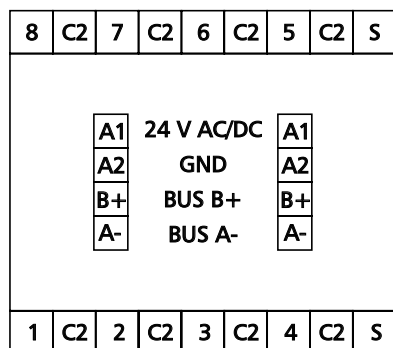 8 C2 7 C2 6 C2 5 C2 S
A1 24 V AC/DC A1
A2 GND A2
B+ BUS B+ B+
A- BUS A- A-
1 C2 2 C2 3 C2 4 C2 S